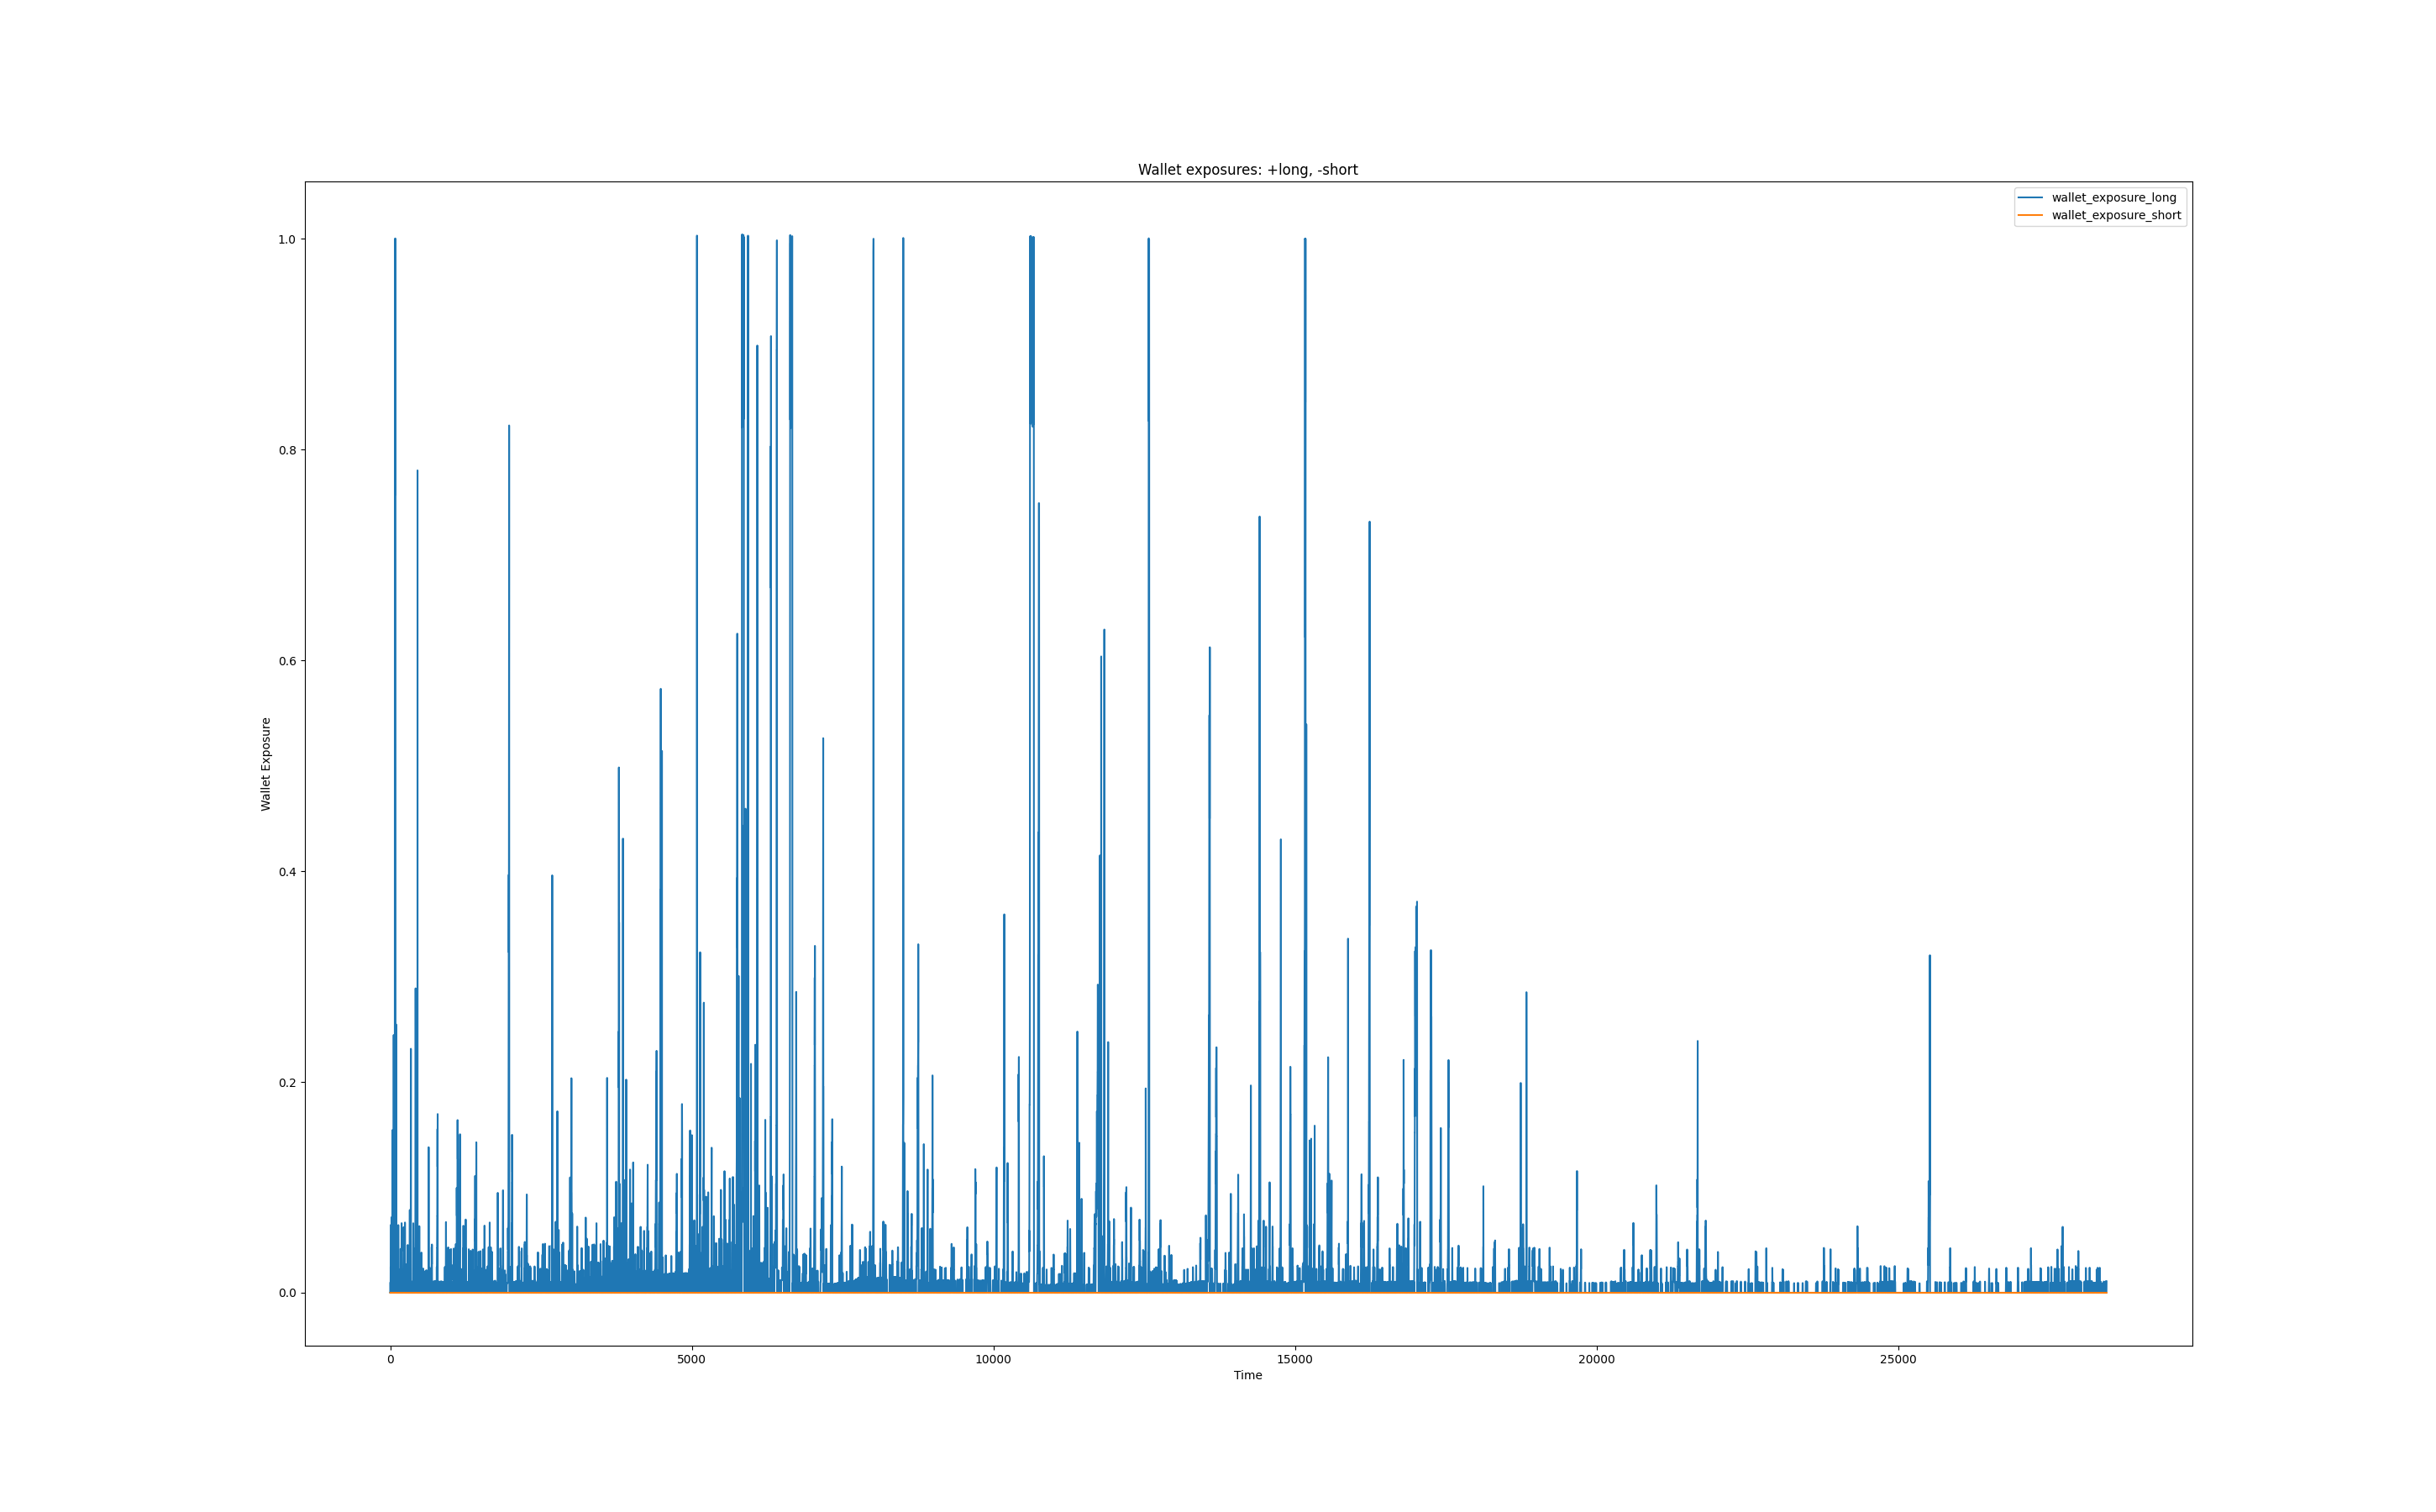 Wallet exposures: +long, -short
wallet_exposure_long
wallet_exposure_short
1.0
0.8
0.6
0.4
0.2
0.0
Wallet Exposure
0 5000 10000 15000 20000 25000
Time